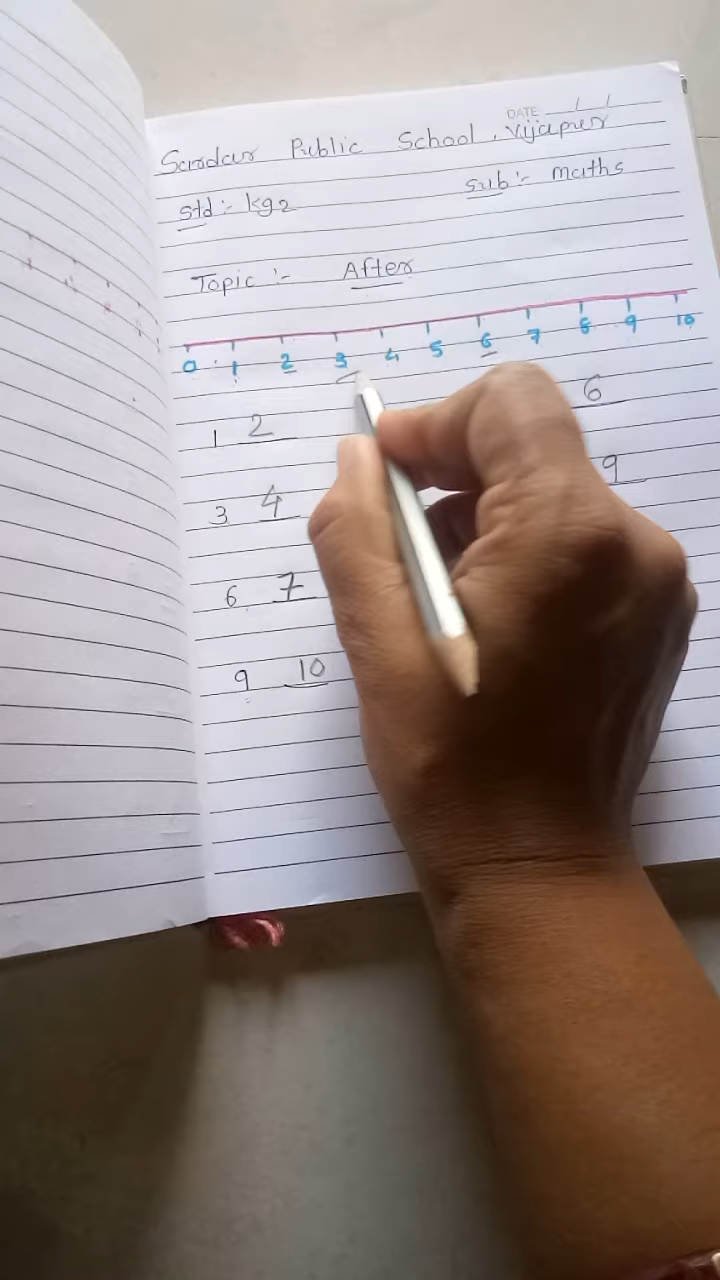 DATE / /
Sardar Public School, Vijapur
Std :- kg2 Sub :- maths
Topic :- After
0 1 2 3 4 5 6 7 8 9 10
1 2 6
3 4 9
6 7
9 10